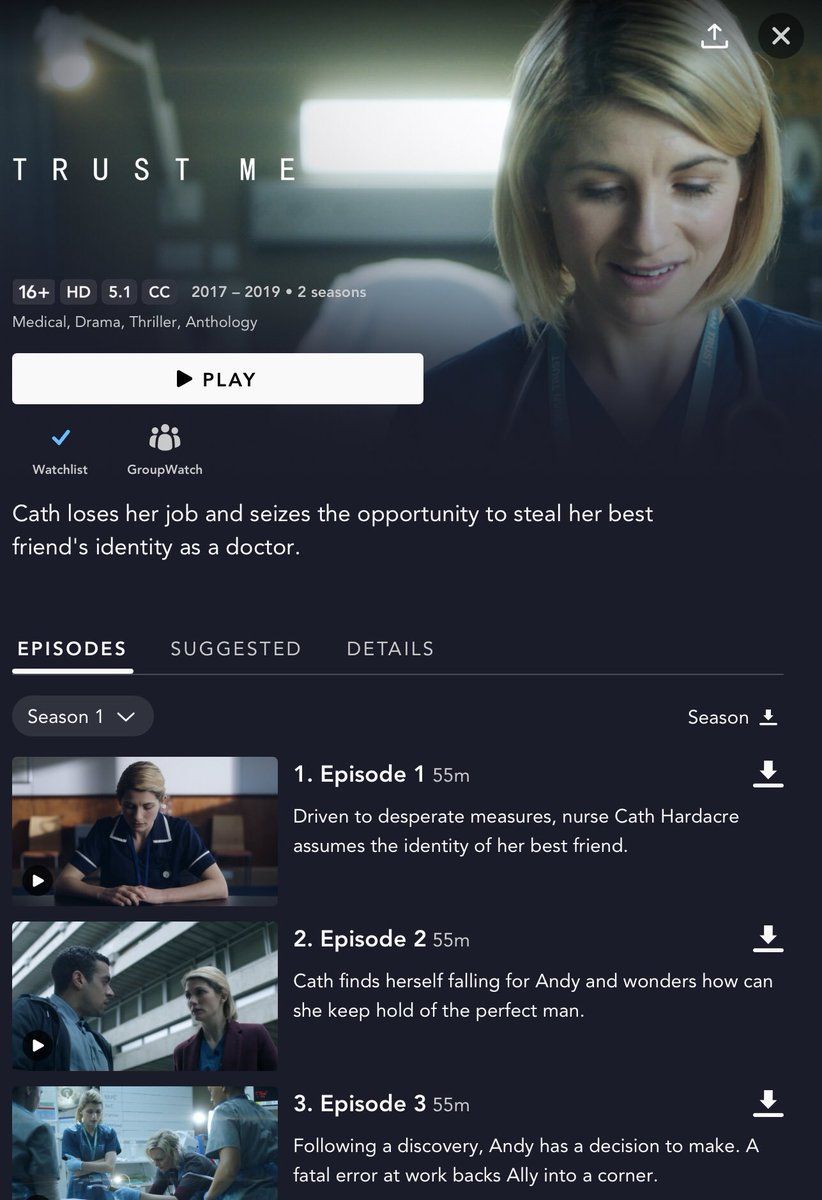 TRUST ME
16+ HD 5.1 CC 2017 – 2019 • 2 seasons
Medical, Drama, Thriller, Anthology
PLAY
Watchlist GroupWatch
Cath loses her job and seizes the opportunity to steal her best
friend's identity as a doctor.
EPISODES SUGGESTED DETAILS
Season 1 Season
1. Episode 1 55m
Driven to desperate measures, nurse Cath Hardacre
assumes the identity of her best friend.
2. Episode 2 55m
Cath finds herself falling for Andy and wonders how can
she keep hold of the perfect man.
3. Episode 3 55m
Following a discovery, Andy has a decision to make. A
fatal error at work backs Ally into a corner.